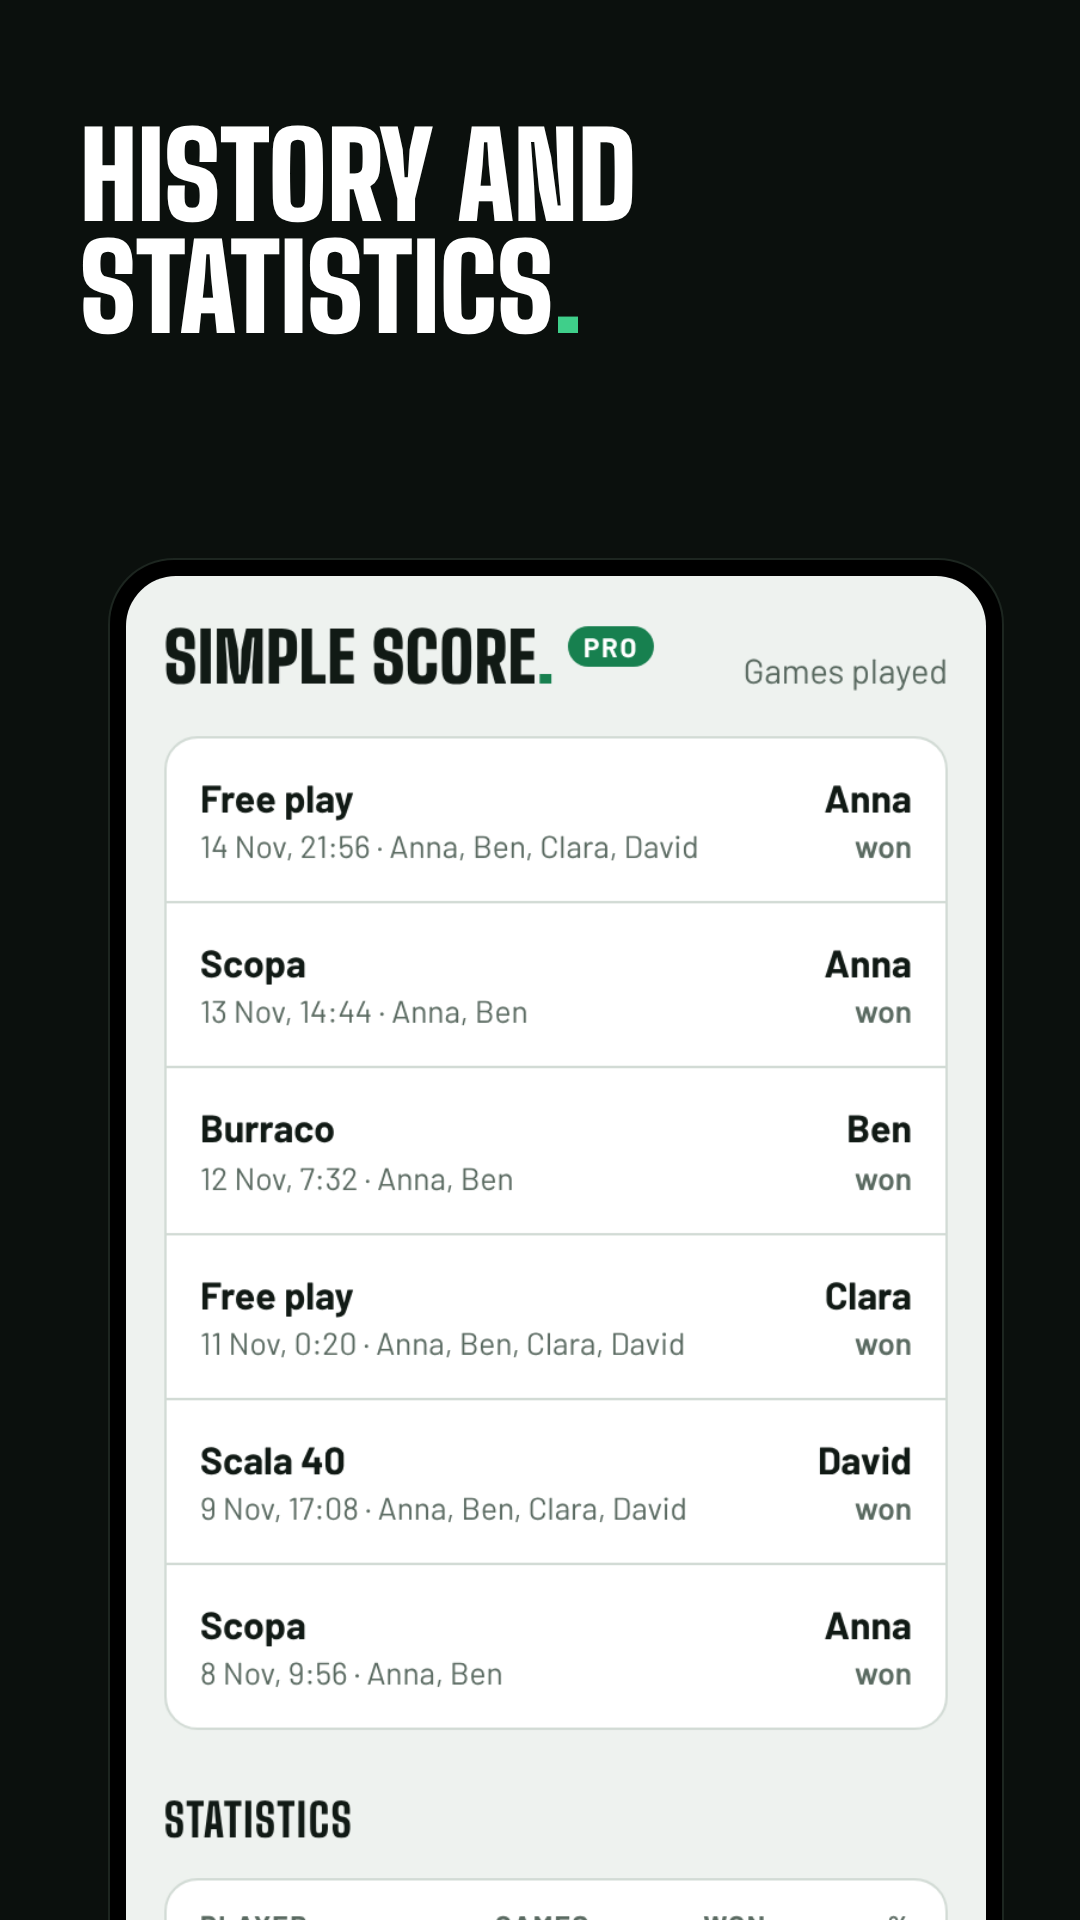 HISTORY AND
STATISTICS.
SIMPLE SCORE. PRO Games played
Free play Anna
14 Nov, 21:56 · Anna, Ben, Clara, David won
Scopa Anna
13 Nov, 14:44 · Anna, Ben won
Burraco Ben
12 Nov, 7:32 · Anna, Ben won
Free play Clara
11 Nov, 0:20 · Anna, Ben, Clara, David won
Scala 40 David
9 Nov, 17:08 · Anna, Ben, Clara, David won
Scopa Anna
8 Nov, 9:56 · Anna, Ben won
STATISTICS
PLAYER GAMES WON %